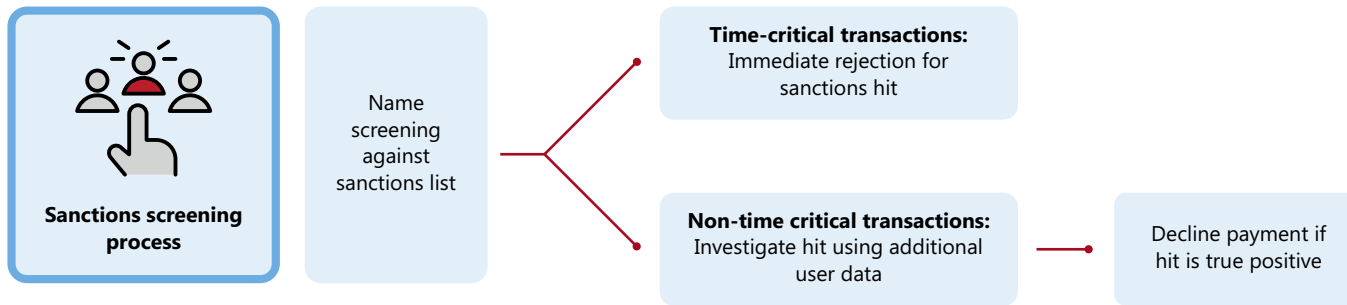 Sanctions screening
process
Name
screening
against
sanctions list
Time-critical transactions:
Immediate rejection for
sanctions hit
Non-time critical transactions:
Investigate hit using additional
user data
Decline payment if
hit is true positive